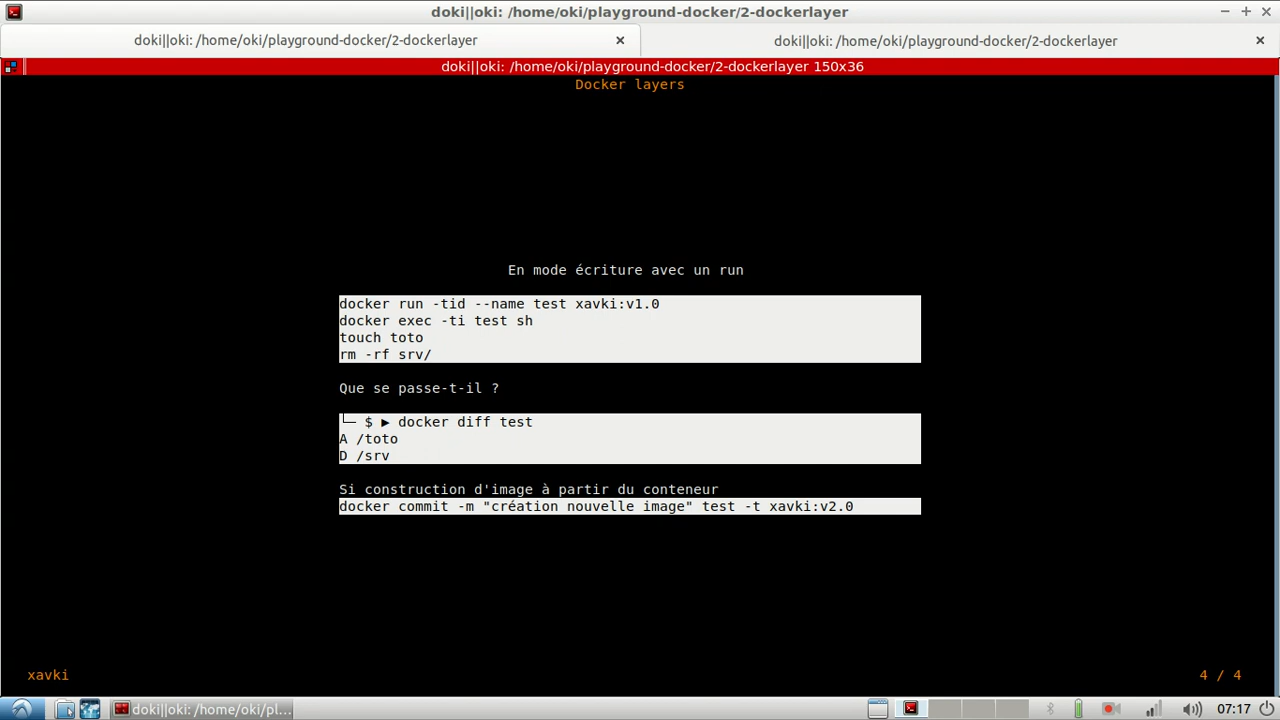 doki||oki: /home/oki/playground-docker/2-dockerlayer
doki||oki: /home/oki/playground-docker/2-dockerlayer
doki||oki: /home/oki/playground-docker/2-dockerlayer
doki||oki: /home/oki/playground-docker/2-dockerlayer 150x36
Docker layers
En mode écriture avec un run
docker run -tid --name test xavki:v1.0
docker exec -ti test sh
touch toto
rm -rf srv/
Que se passe-t-il ?
└─ $ ▶ docker diff test
A /toto
D /srv
Si construction d'image à partir du conteneur
docker commit -m "création nouvelle image" test -t xavki:v2.0
xavki
4 / 4
doki||oki: /home/oki/pl...
07:17